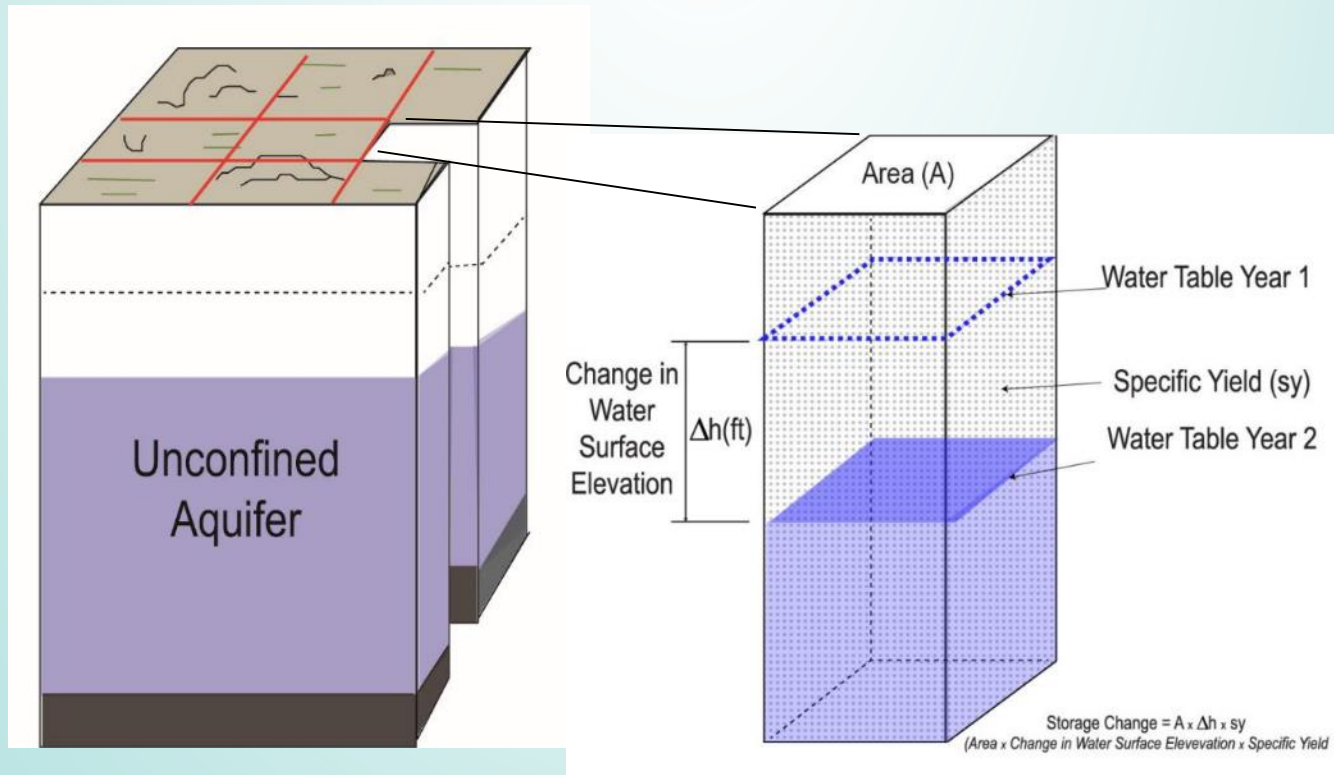 Unconfined
Aquifer
Area (A)
Water Table Year 1
Change in
Water
Surface
Elevation
Δh(ft)
Specific Yield (sy)
Water Table Year 2
Storage Change = A x Δh x sy
(Area x Change in Water Surface Elevevation x Specific Yield